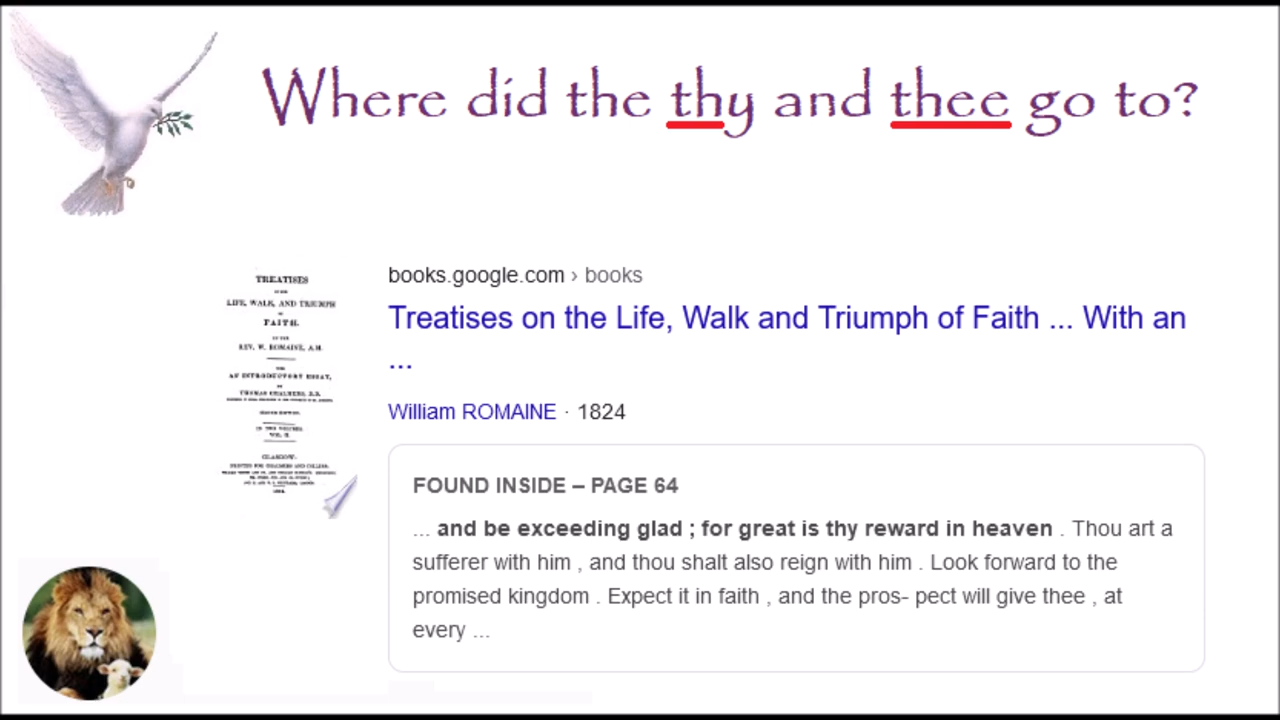 Where did the thy and thee go to?
books.google.com › books
Treatises on the Life, Walk and Triumph of Faith ... With an
...
William ROMAINE · 1824
TREATISES
LIFE, WALK, AND TRIUMPH
OF
FAITH.
REV. W. ROMAINE, A.M.
AN INTRODUCTORY ESSAY,
THOMAS CHALMERS, D.D.
VOL. II.
GLASGOW:
FOUND INSIDE – PAGE 64
... and be exceeding glad ; for great is thy reward in heaven . Thou art a
sufferer with him , and thou shalt also reign with him . Look forward to the
promised kingdom . Expect it in faith , and the pros- pect will give thee , at
every ...